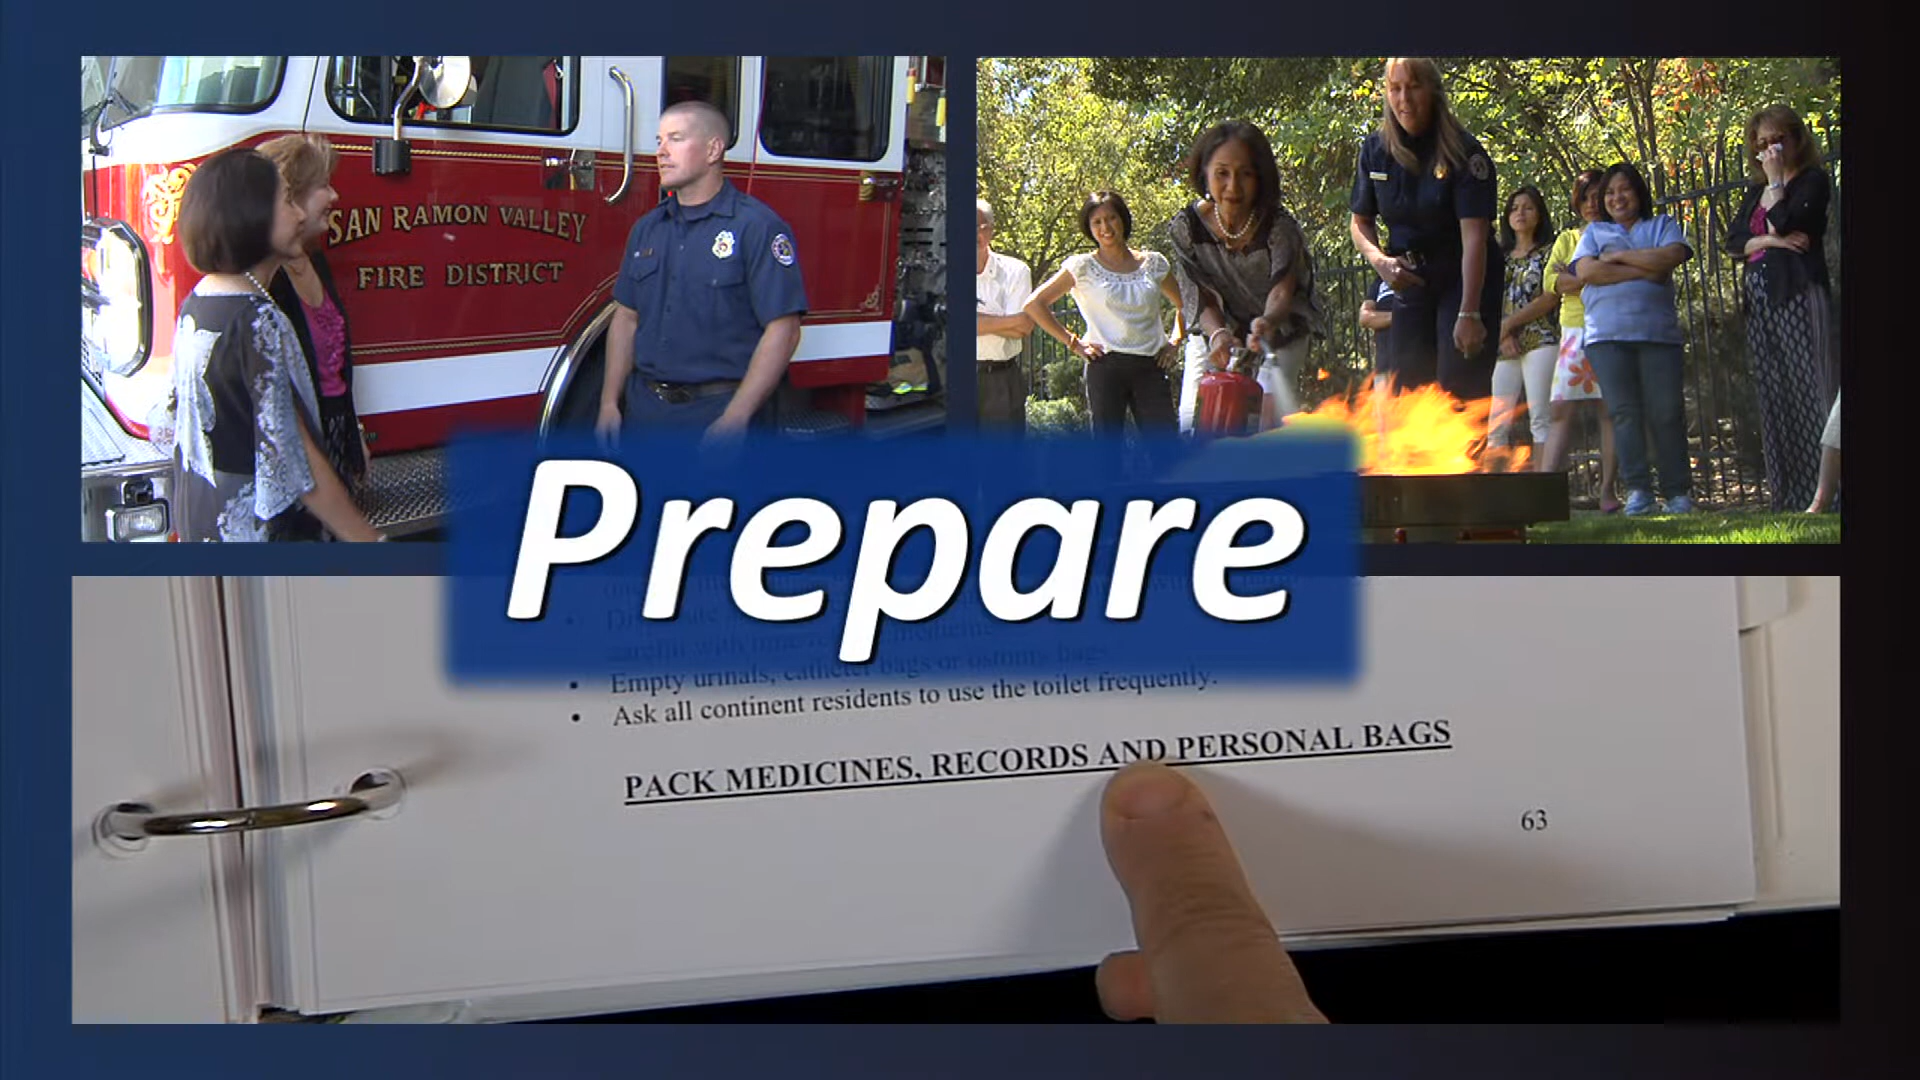 SAN RAMON VALLEY
FIRE DISTRICT
Prepare
• Empty urinals, catheter bags or ostomy bags.
• Ask all continent residents to use the toilet frequently.
PACK MEDICINES, RECORDS AND PERSONAL BAGS
63